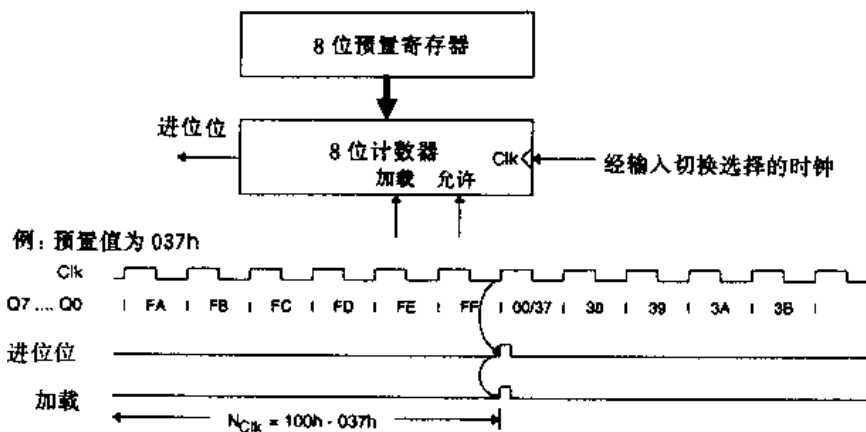 8 位预置寄存器
进位位
8 位计数器
Clk
加载 允许
经输入切换选择的时钟
例: 预置值为 037h
Clk
Q7 .... Q0 FA FB FC FD FE FF 00/37 38 39 3A 3B
进位位
加载
NClk = 100h - 037h